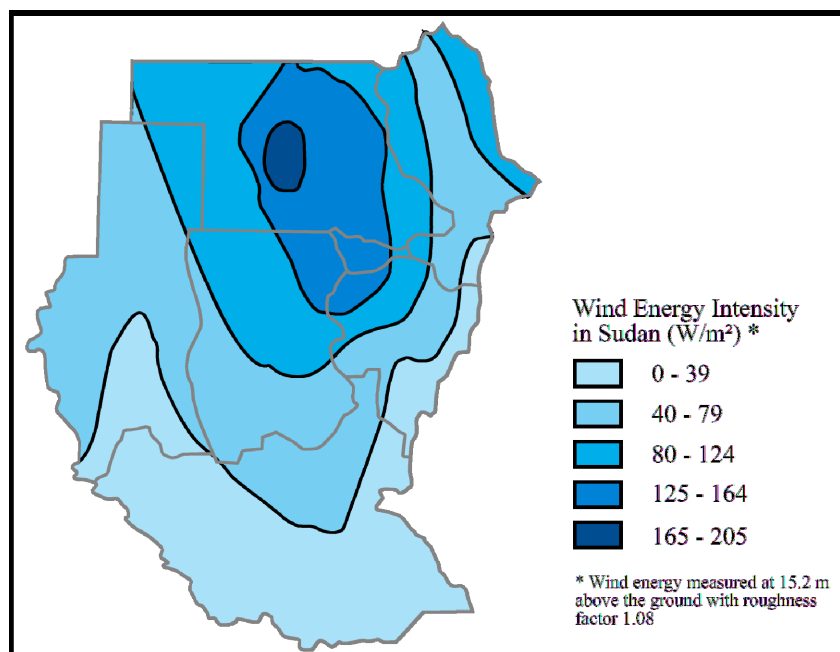 Wind Energy Intensity
in Sudan (W/m²) *
0 - 39
40 - 79
80 - 124
125 - 164
165 - 205
* Wind energy measured at 15.2 m
above the ground with roughness
factor 1.08